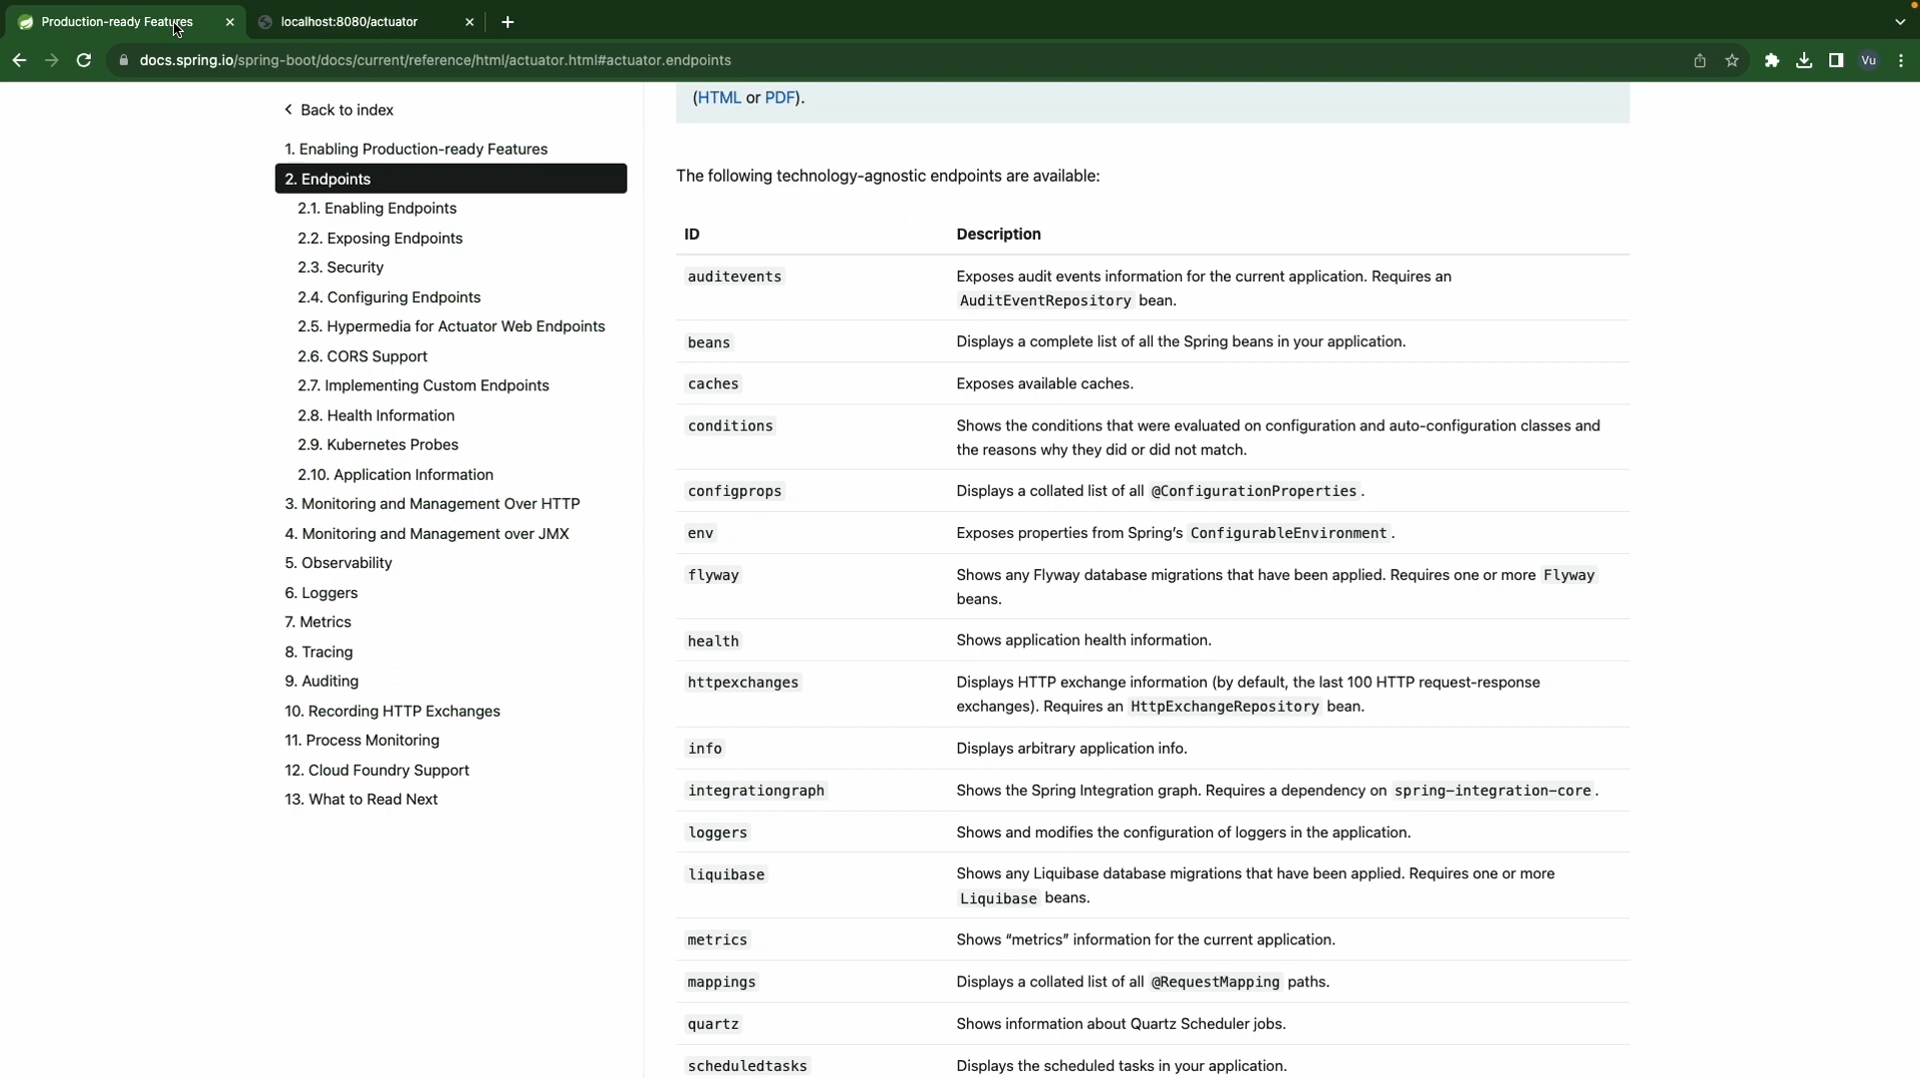 Production-ready Features
localhost:8080/actuator
docs.spring.io/spring-boot/docs/current/reference/html/actuator.html#actuator.endpoints
Vu
Back to index
1. Enabling Production-ready Features
2. Endpoints
2.1. Enabling Endpoints
2.2. Exposing Endpoints
2.3. Security
2.4. Configuring Endpoints
2.5. Hypermedia for Actuator Web Endpoints
2.6. CORS Support
2.7. Implementing Custom Endpoints
2.8. Health Information
2.9. Kubernetes Probes
2.10. Application Information
3. Monitoring and Management Over HTTP
4. Monitoring and Management over JMX
5. Observability
6. Loggers
7. Metrics
8. Tracing
9. Auditing
10. Recording HTTP Exchanges
11. Process Monitoring
12. Cloud Foundry Support
13. What to Read Next
(HTML or PDF).
The following technology-agnostic endpoints are available:
ID Description
auditevents Exposes audit events information for the current application. Requires an
AuditEventRepository bean.
beans Displays a complete list of all the Spring beans in your application.
caches Exposes available caches.
conditions Shows the conditions that were evaluated on configuration and auto-configuration classes and
the reasons why they did or did not match.
configprops Displays a collated list of all @ConfigurationProperties.
env Exposes properties from Spring’s ConfigurableEnvironment.
flyway Shows any Flyway database migrations that have been applied. Requires one or more Flyway
beans.
health Shows application health information.
httpexchanges Displays HTTP exchange information (by default, the last 100 HTTP request-response
exchanges). Requires an HttpExchangeRepository bean.
info Displays arbitrary application info.
integrationgraph Shows the Spring Integration graph. Requires a dependency on spring-integration-core.
loggers Shows and modifies the configuration of loggers in the application.
liquibase Shows any Liquibase database migrations that have been applied. Requires one or more
Liquibase beans.
metrics Shows “metrics” information for the current application.
mappings Displays a collated list of all @RequestMapping paths.
quartz Shows information about Quartz Scheduler jobs.
scheduledtasks Displays the scheduled tasks in your application.